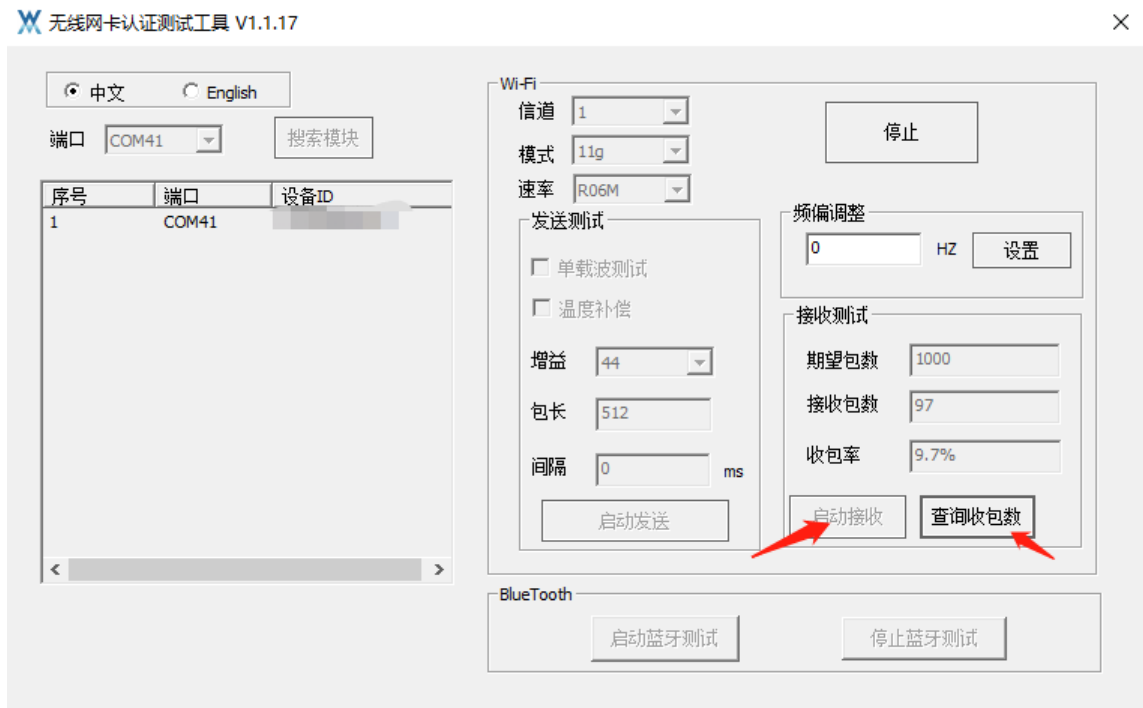 无线网卡认证测试工具 V1.1.17
中文 English
端口 COM41 搜索模块
序号 端口 设备ID
1 COM41
Wi-Fi
信道 1
模式 11g
速率 R06M
停止
发送测试
单载波测试
温度补偿
增益 44
包长 512
间隔 0 ms
启动发送
频偏调整
0 HZ 设置
接收测试
期望包数 1000
接收包数 97
收包率 9.7%
启动接收 查询收包数
BlueTooth
启动蓝牙测试 停止蓝牙测试